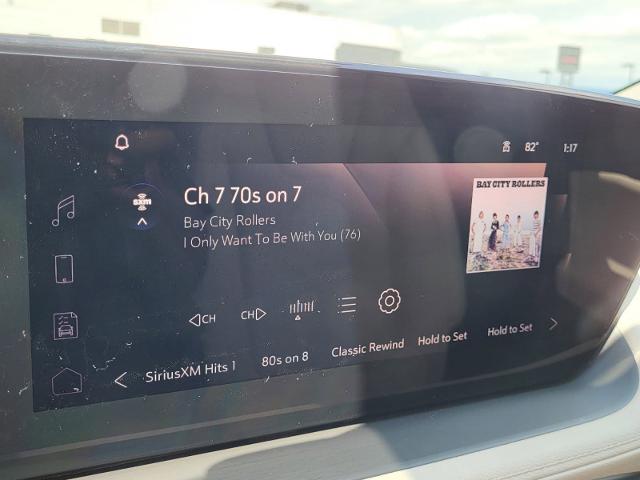 82° 1:17
Ch 7 70s on 7
sxm
Bay City Rollers
I Only Want To Be With You (76)
BAY CITY ROLLERS
CH CH
SiriusXM Hits 1 80s on 8 Classic Rewind Hold to Set Hold to Set